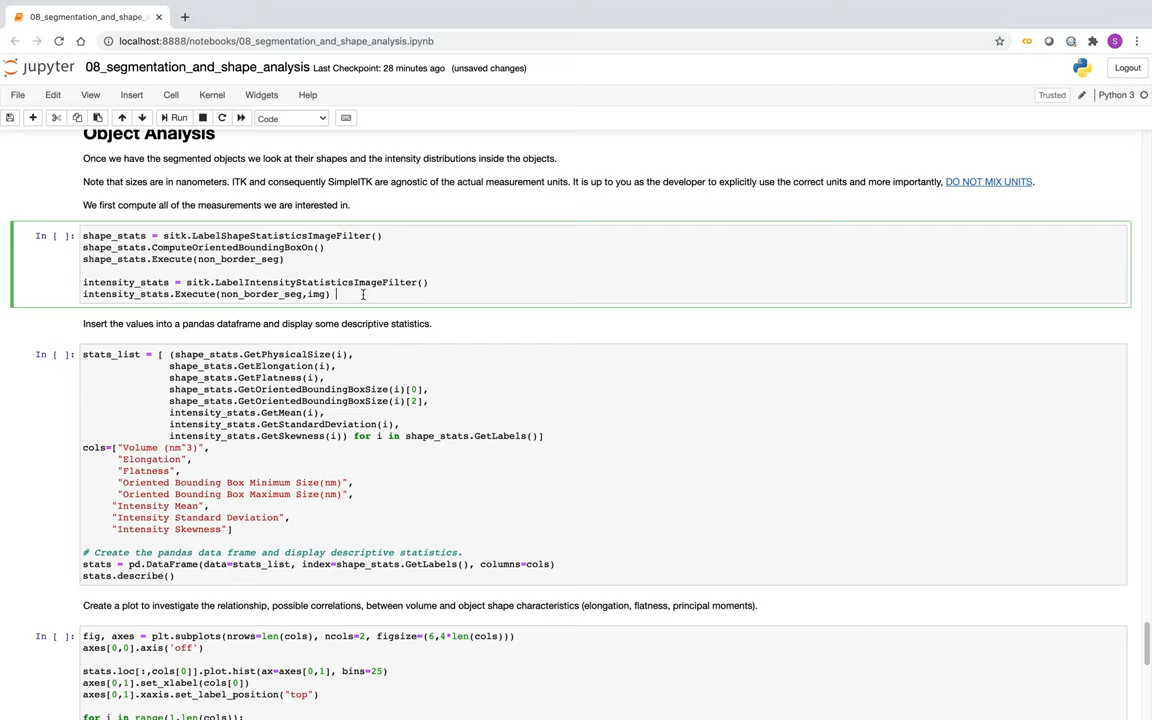 08_segmentation_and_shape_a
localhost:8888/notebooks/08_segmentation_and_shape_analysis.ipynb
S
jupyter 08_segmentation_and_shape_analysis Last Checkpoint: 28 minutes ago (unsaved changes)
Logout
File Edit View Insert Cell Kernel Widgets Help
Trusted Python 3
Run Code
Object Analysis
Once we have the segmented objects we look at their shapes and the intensity distributions inside the objects.
Note that sizes are in nanometers. ITK and consequently SimpleITK are agnostic of the actual measurement units. It is up to you as the developer to explicitly use the correct units and more importantly, DO NOT MIX UNITS.
We first compute all of the measurements we are interested in.
In [ ]: shape_stats = sitk.LabelShapeStatisticsImageFilter()
shape_stats.ComputeOrientedBoundingBoxOn()
shape_stats.Execute(non_border_seg)
intensity_stats = sitk.LabelIntensityStatisticsImageFilter()
intensity_stats.Execute(non_border_seg,img)
Insert the values into a pandas dataframe and display some descriptive statistics.
In [ ]: stats_list = [ (shape_stats.GetPhysicalSize(i),
shape_stats.GetElongation(i),
shape_stats.GetFlatness(i),
shape_stats.GetOrientedBoundingBoxSize(i)[0],
shape_stats.GetOrientedBoundingBoxSize(i)[2],
intensity_stats.GetMean(i),
intensity_stats.GetStandardDeviation(i),
intensity_stats.GetSkewness(i)) for i in shape_stats.GetLabels()]
cols=["Volume (nm^3)",
"Elongation",
"Flatness",
"Oriented Bounding Box Minimum Size(nm)",
"Oriented Bounding Box Maximum Size(nm)",
"Intensity Mean",
"Intensity Standard Deviation",
"Intensity Skewness"]
# Create the pandas data frame and display descriptive statistics.
stats = pd.DataFrame(data=stats_list, index=shape_stats.GetLabels(), columns=cols)
stats.describe()
Create a plot to investigate the relationship, possible correlations, between volume and object shape characteristics (elongation, flatness, principal moments).
In [ ]: fig, axes = plt.subplots(nrows=len(cols), ncols=2, figsize=(6,4*len(cols)))
axes[0,0].axis('off')
stats.loc[:,cols[0]].plot.hist(ax=axes[0,1], bins=25)
axes[0,1].set_xlabel(cols[0])
axes[0,1].xaxis.set_label_position("top")
for i in range(1,len(cols)):